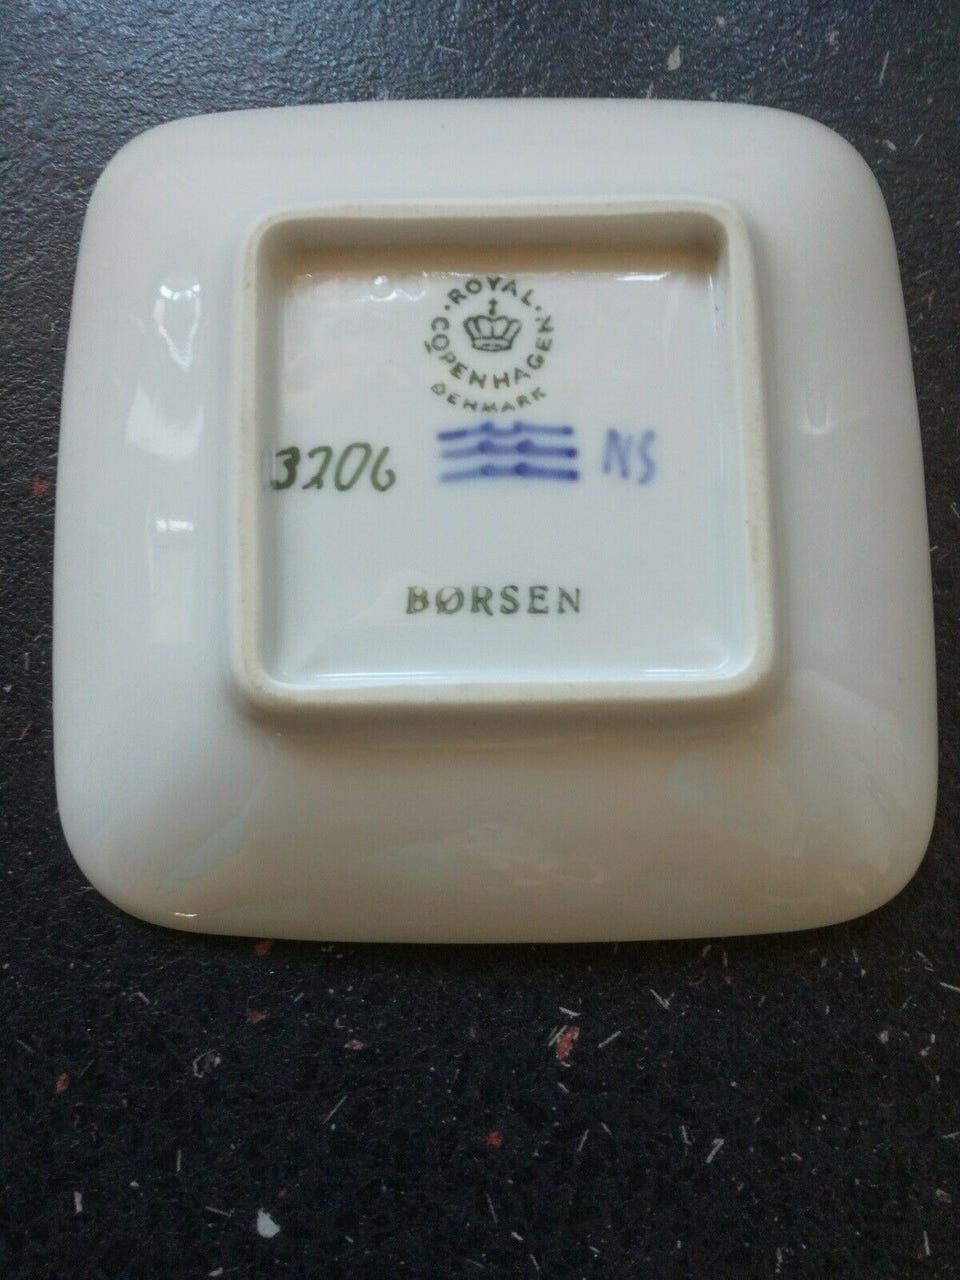 ROYAL
COPENHAGEN
DENMARK
3206 NS
BØRSEN